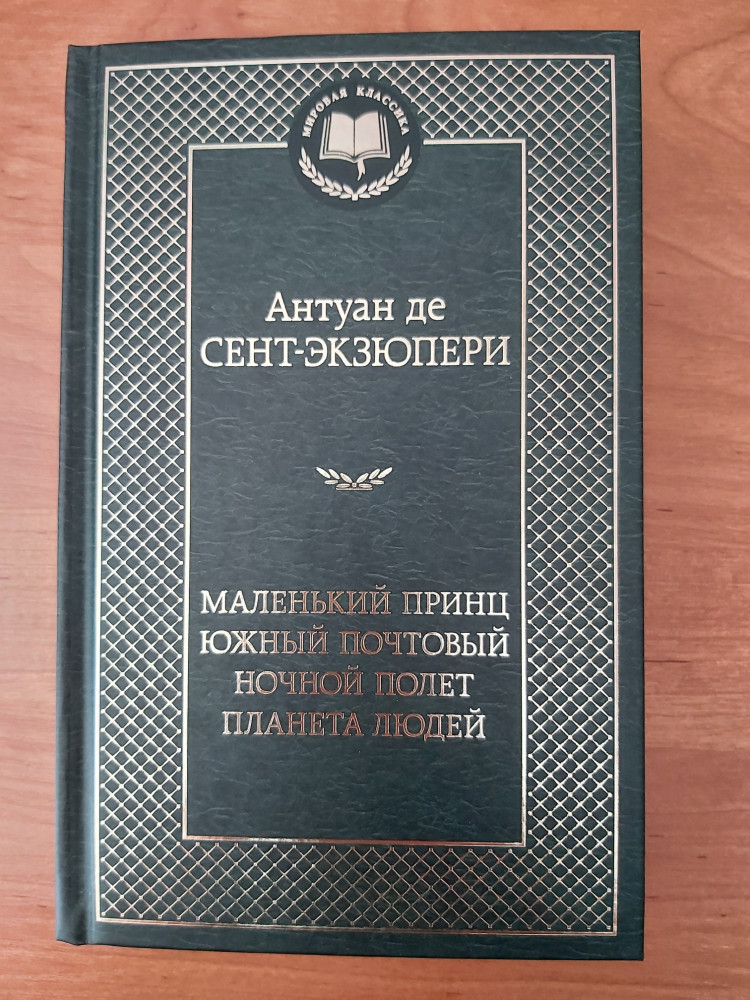 МИРОВАЯ КЛАССИКА
Антуан де
СЕНТ-ЭКЗЮПЕРИ
МАЛЕНЬКИЙ ПРИНЦ
ЮЖНЫЙ ПОЧТОВЫЙ
НОЧНОЙ ПОЛЕТ
ПЛАНЕТА ЛЮДЕЙ